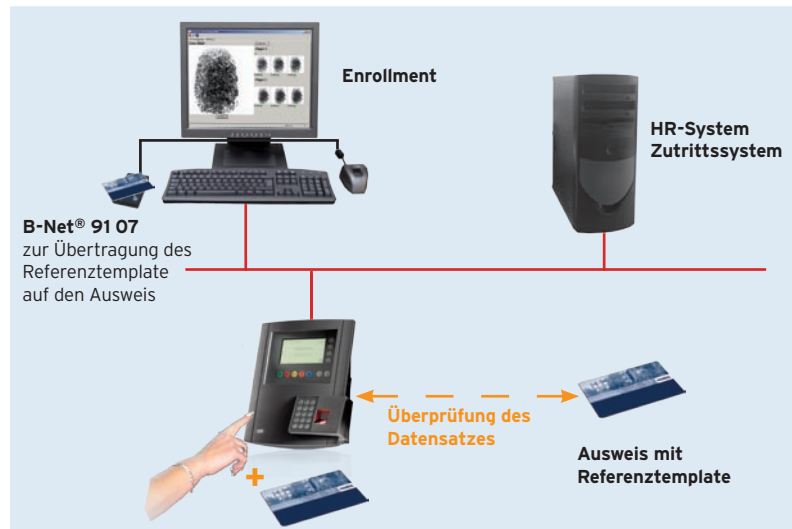 Enrollment
HR-System
Zutrittssystem
B-Net® 91 07
zur Übertragung des
Referenztemplate
auf den Ausweis
Überprüfung des
Datensatzes
Ausweis mit
Referenztemplate